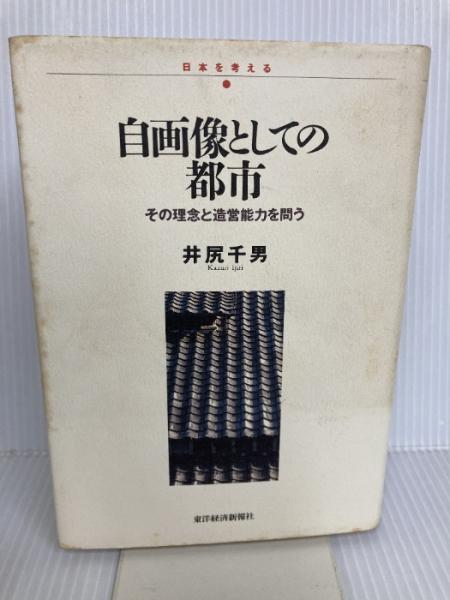 日本を考える
自画像としての
都市
その理念と造営能力を問う
井尻千男
Kazuo Ijiri
東洋経済新報社